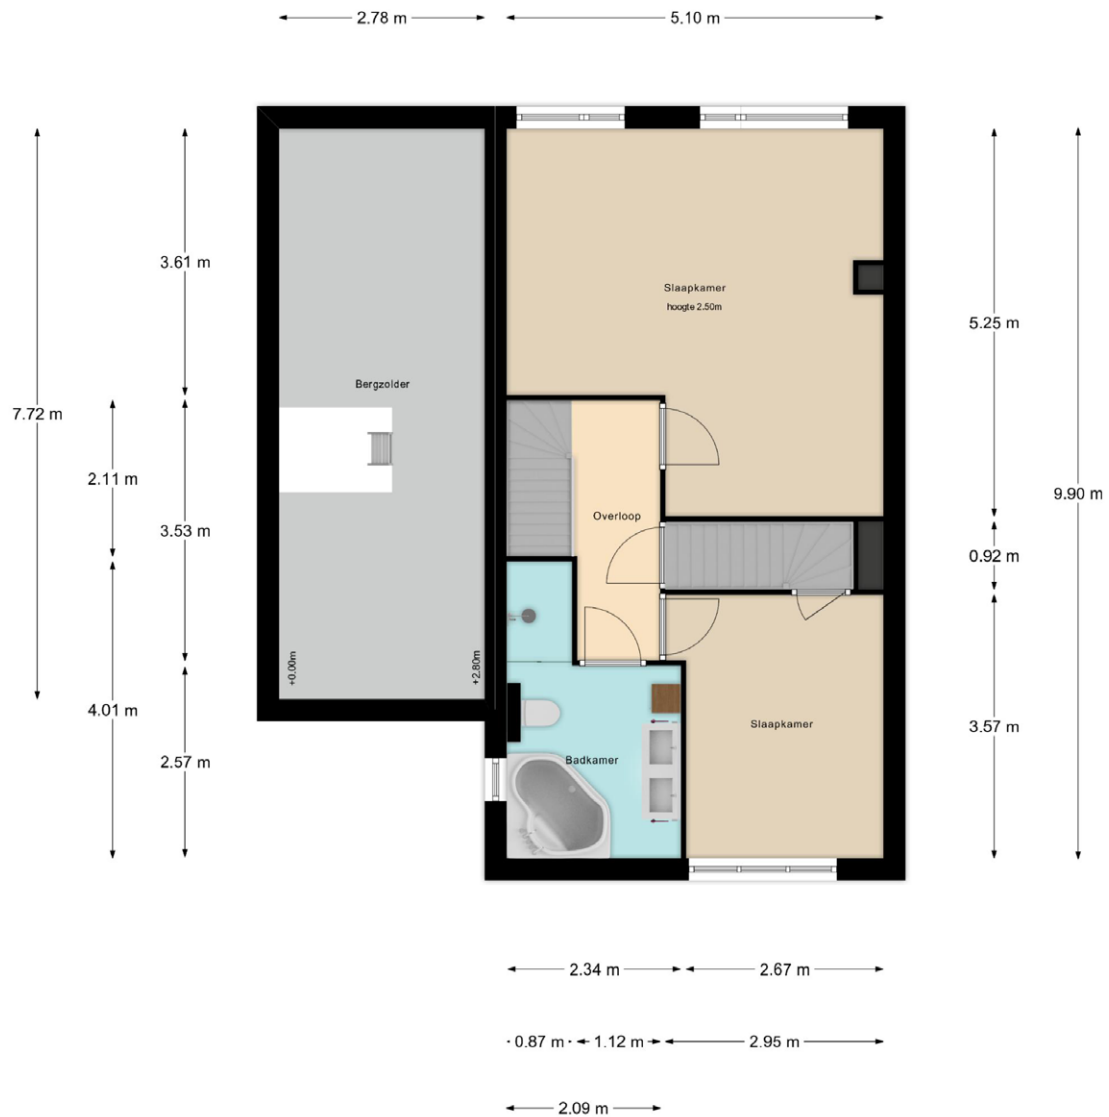 2.78 m
5.10 m
Slaapkamer
hoogte 2.50m
3.61 m
5.25 m
Bergzolder
7.72 m
2.11 m
9.90 m
3.53 m
Overloop
0.92 m
+0.00m
+2.80m
4.01 m
Slaapkamer
3.57 m
2.57 m
Badkamer
2.34 m
2.67 m
0.87 m
1.12 m
2.95 m
2.09 m